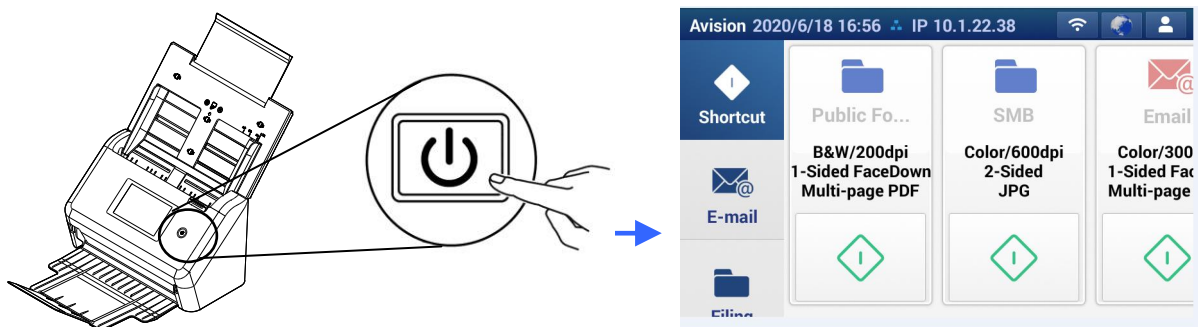 Avision 2020/6/18 16:56 IP 10.1.22.38
Shortcut
E-mail
Filing
Public Fo...
B&W/200dpi
1-Sided FaceDown
Multi-page PDF
SMB
Color/600dpi
2-Sided
JPG
Email
Color/300
1-Sided Fac
Multi-page